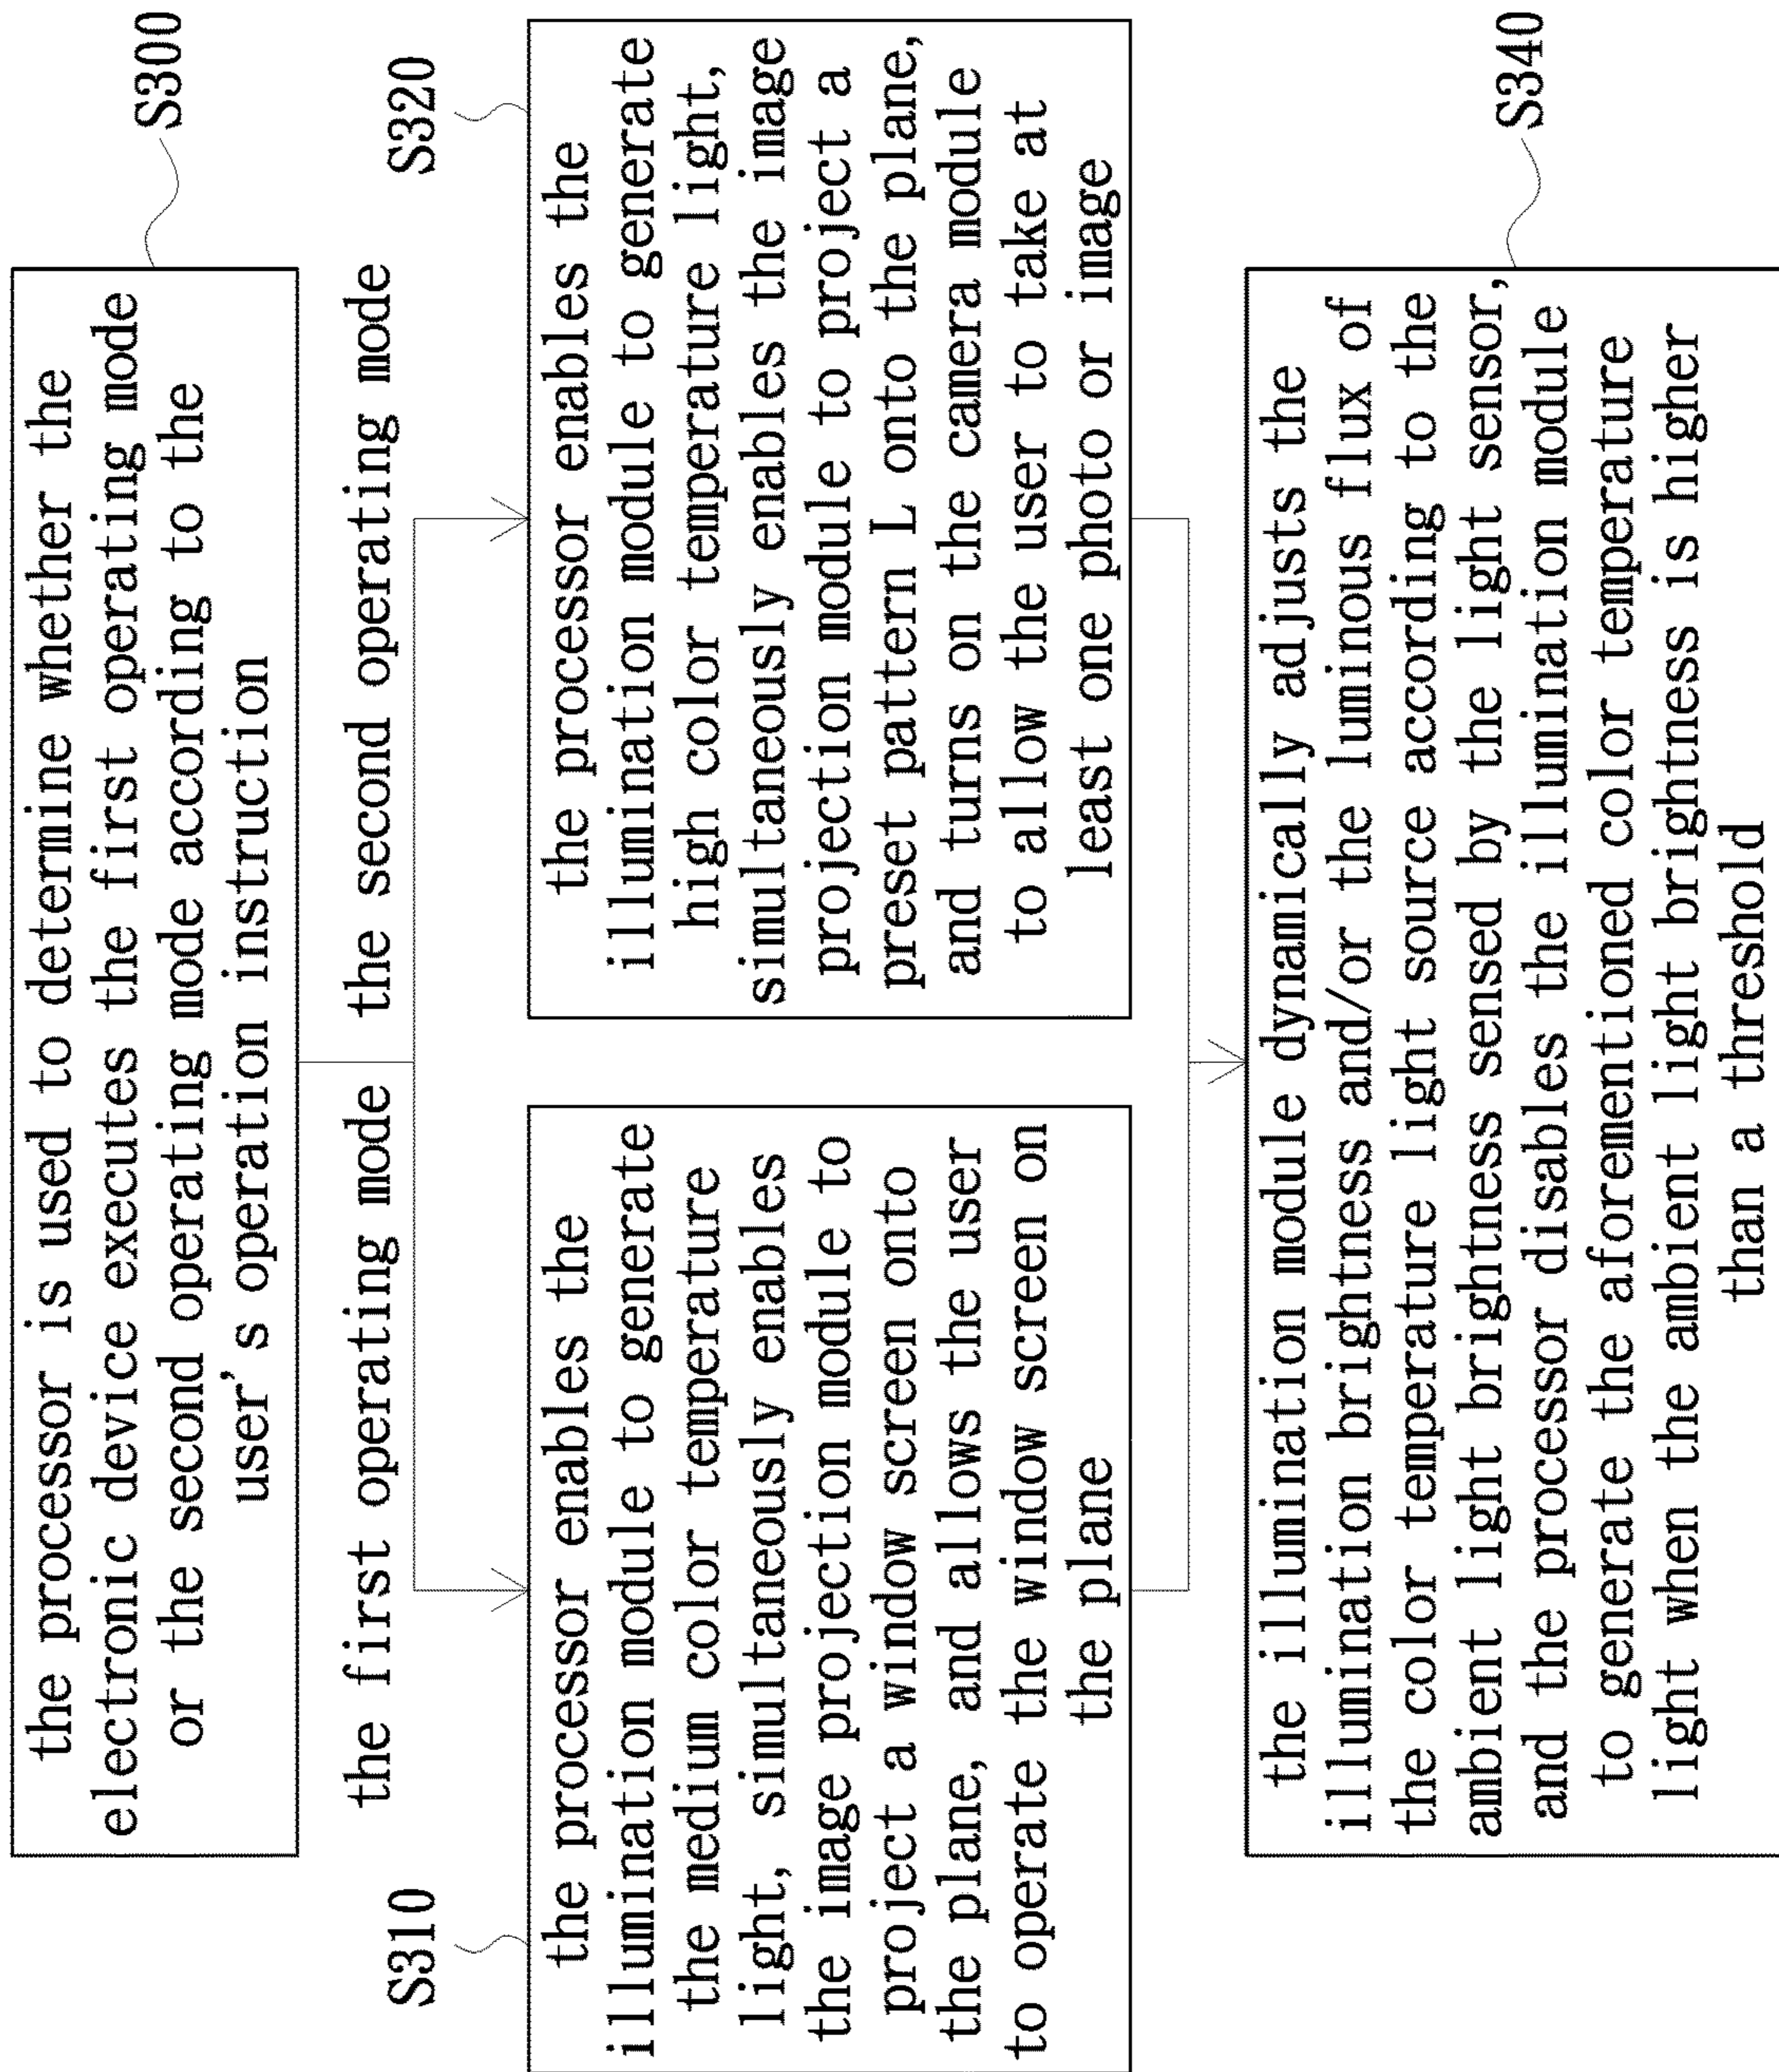 the processor is used to determine whether the
electronic device executes the first operating mode
or the second operating mode according to the
user's operation instruction
S300
the first operating mode
the second operating mode
S310
the processor enables the
illumination module to generate
the medium color temperature
light, simultaneously enables
the image projection module to
project a window screen onto
the plane, and allows the user
to operate the window screen on
the plane
S320
the processor enables the
illumination module to generate
high color temperature light,
simultaneously enables the image
projection module to project a
preset pattern L onto the plane,
and turns on the camera module
to allow the user to take at
least one photo or image
the illumination module dynamically adjusts the
illumination brightness and/or the luminous flux of
the color temperature light source according to the
ambient light brightness sensed by the light sensor,
and the processor disables the illumination module
to generate the aforementioned color temperature
light when the ambient light brightness is higher
than a threshold
S340